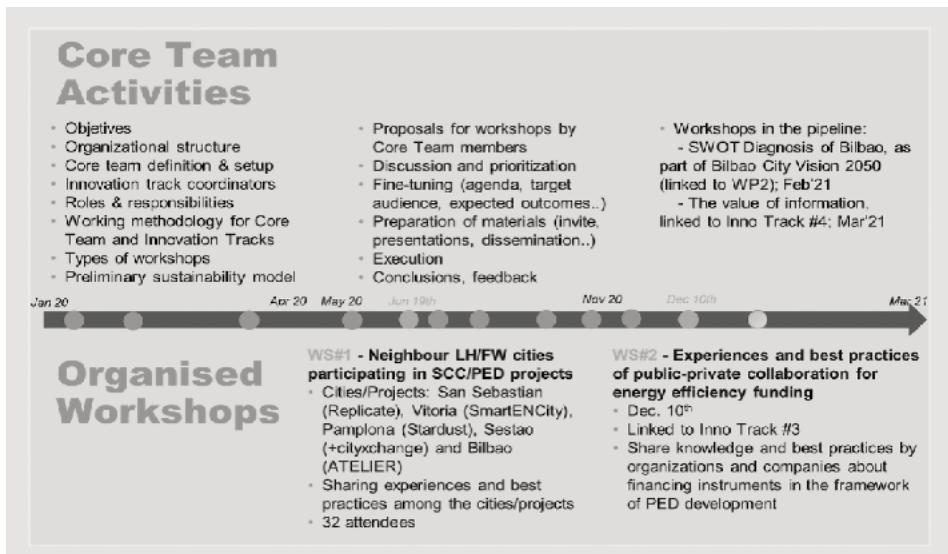 Core Team
Activities
• Objetives
• Organizational structure
• Core team definition & setup
• Innovation track coordinators
• Roles & responsibilities
• Working methodology for Core
Team and Innovation Tracks
• Types of workshops
• Preliminary sustainability model
• Proposals for workshops by
Core Team members
• Discussion and prioritization
• Fine-tuning (agenda, target
audience, expected outcomes..)
• Preparation of materials (invite,
presentations, dissemination..)
• Execution
• Conclusions, feedback
• Workshops in the pipeline:
- SWOT Diagnosis of Bilbao, as
part of Bilbao City Vision 2050
(linked to WP2); Feb'21
- The value of information,
linked to Inno Track #4; Mar'21
Jan 20 Apr 20 May 20 Jun 19th Nov 20 Dec 10th Mar 21
Organised
Workshops
WS#1 - Neighbour LH/FW cities
participating in SCC/PED projects
• Cities/Projects: San Sebastian
(Replicate), Vitoria (SmartENCity),
Pamplona (Stardust), Sestao
(+cityxchange) and Bilbao
(ATELIER)
• Sharing experiences and best
practices among the cities/projects
• 32 attendees
WS#2 - Experiences and best practices
of public-private collaboration for
energy efficiency funding
• Dec. 10th
• Linked to Inno Track #3
• Share knowledge and best practices by
organizations and companies about
financing instruments in the framework
of PED development